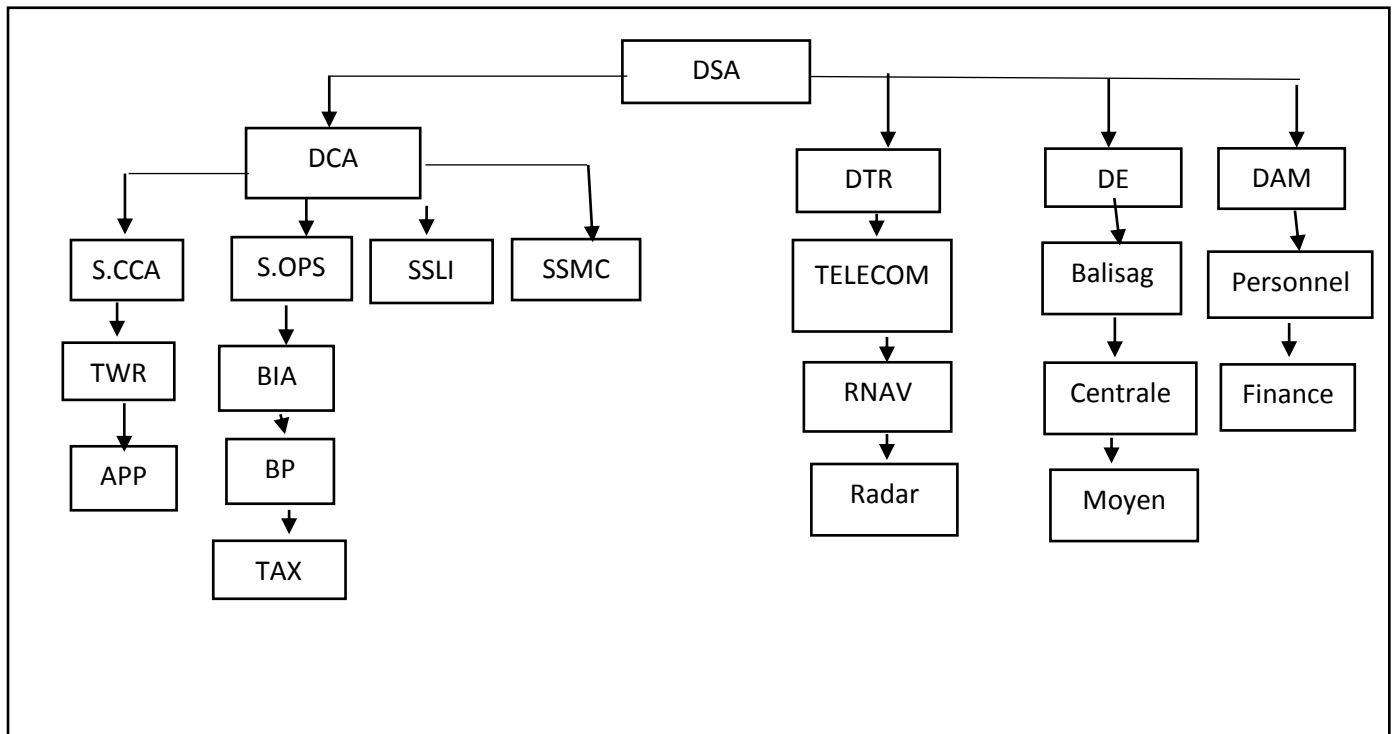 DSA
DCA
DTR
DE
DAM
S.CCA
S.OPS
SSLI
SSMC
TELECOM
Balisag
Personnel
TWR
BIA
RNAV
Centrale
Finance
APP
BP
Radar
Moyen
TAX